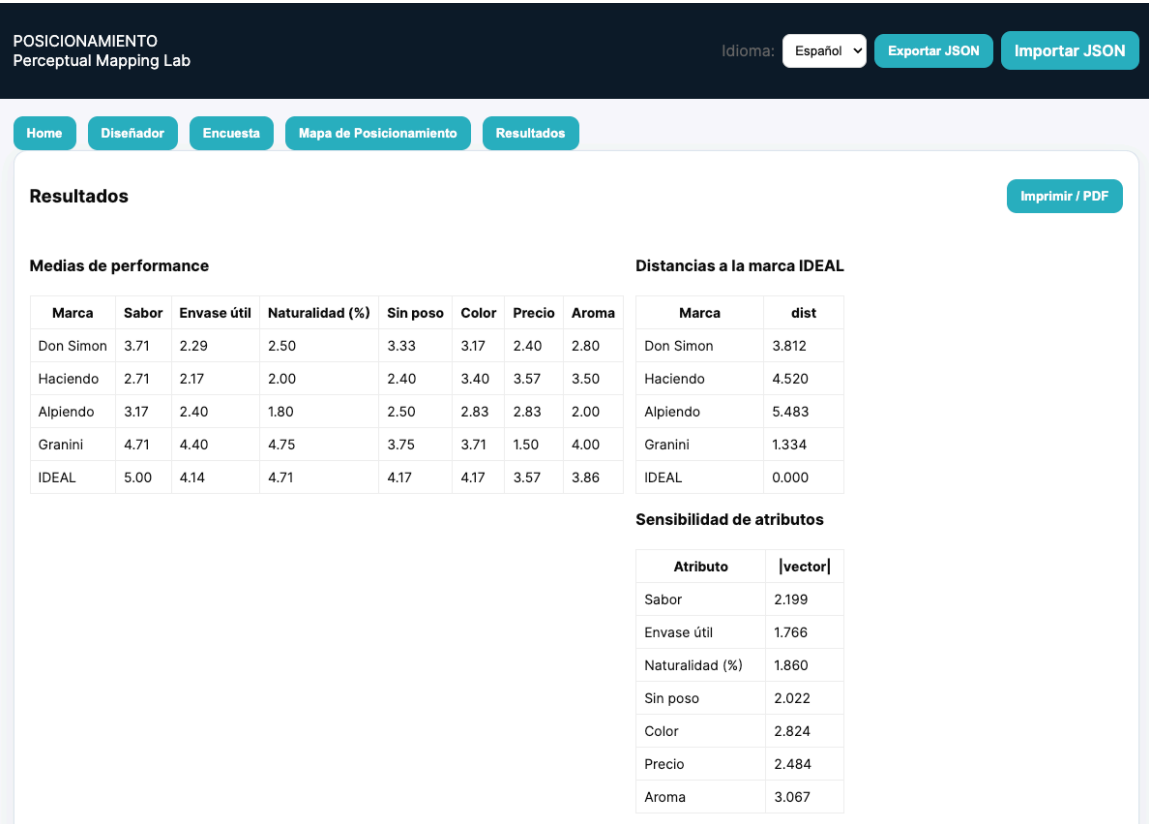 POSICIONAMIENTO
Perceptual Mapping Lab
Idioma: Español Exportar JSON Importar JSON
Home Diseñador Encuesta Mapa de Posicionamiento Resultados
Resultados
Imprimir / PDF
Medias de performance
Marca Sabor Envase útil Naturalidad (%) Sin poso Color Precio Aroma
Don Simon 3.71 2.29 2.50 3.33 3.17 2.40 2.80
Haciendo 2.71 2.17 2.00 2.40 3.40 3.57 3.50
Alpiendo 3.17 2.40 1.80 2.50 2.83 2.83 2.00
Granini 4.71 4.40 4.75 3.75 3.71 1.50 4.00
IDEAL 5.00 4.14 4.71 4.17 4.17 3.57 3.86
Distancias a la marca IDEAL
Marca dist
Don Simon 3.812
Haciendo 4.520
Alpiendo 5.483
Granini 1.334
IDEAL 0.000
Sensibilidad de atributos
Atributo |vector|
Sabor 2.199
Envase útil 1.766
Naturalidad (%) 1.860
Sin poso 2.022
Color 2.824
Precio 2.484
Aroma 3.067